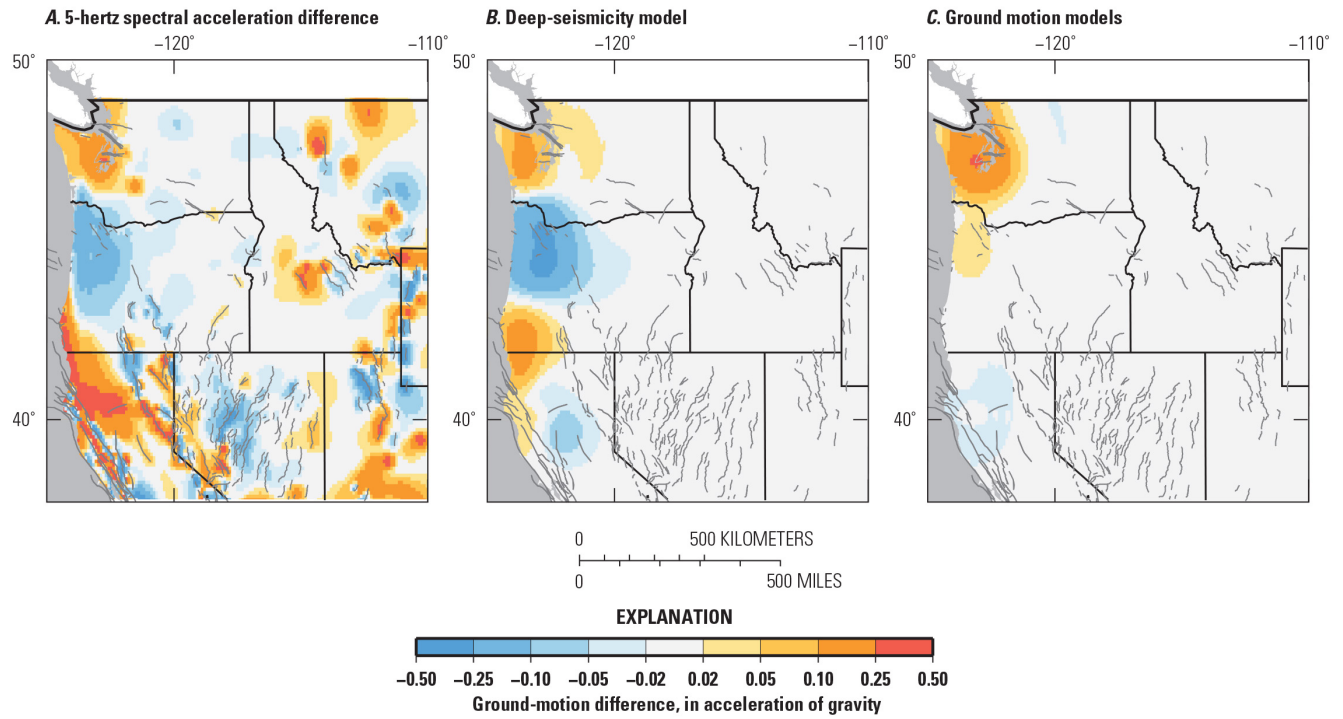 A. 5-hertz spectral acceleration difference
B. Deep-seismicity model
C. Ground motion models
−120° −110°
−120° −110°
−120° −110°
50°
50°
50°
40°
40°
40°
0 500 KILOMETERS
0 500 MILES
EXPLANATION
−0.50 −0.25 −0.10 −0.05 −0.02 0.02 0.05 0.10 0.25 0.50
Ground-motion difference, in acceleration of gravity